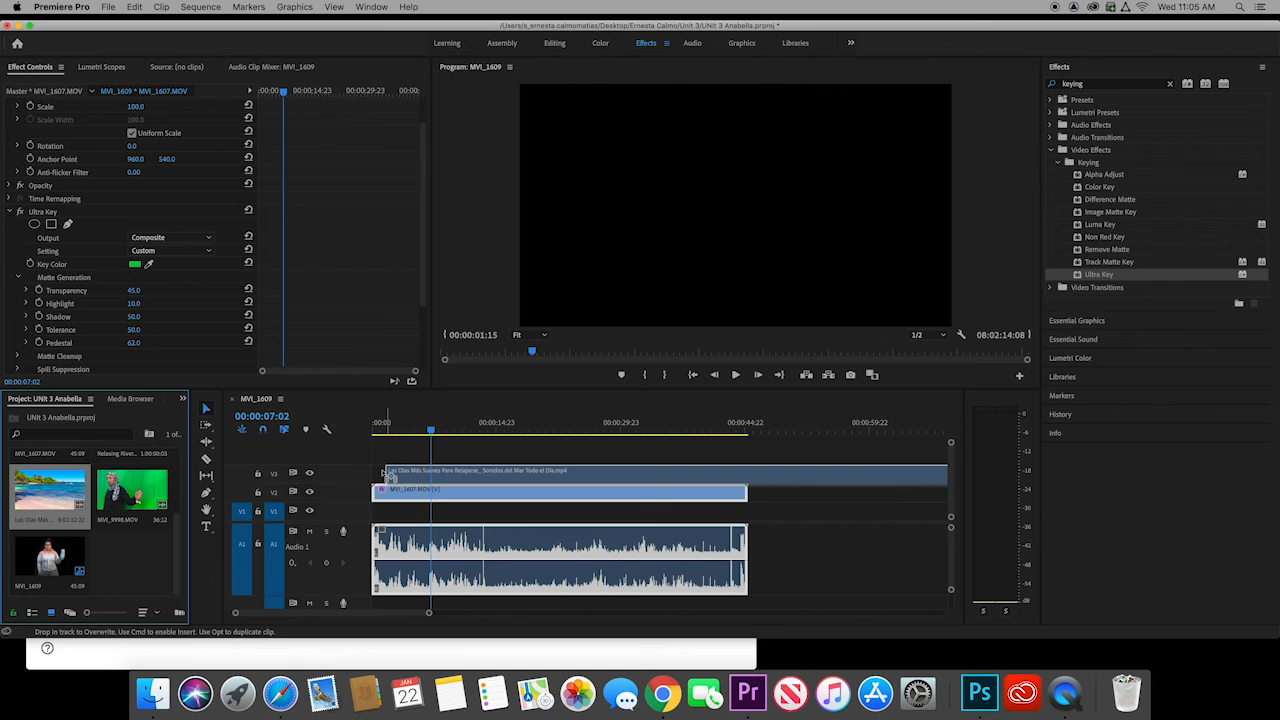 Premiere Pro File Edit Clip Sequence Markers Graphics View Window Help
Wed 11:05 AM
/Users/s_ernesta.calmomatias/Desktop/Ernesta Calmo/Unit 3/UNit 3 Anabella.prproj *
Learning Assembly Editing Color Effects Audio Graphics Libraries
Effect Controls Lumetri Scopes Source: (no clips) Audio Clip Mixer: MVI_1609
Program: MVI_1609
Effects
Master * MVI_1607.MOV MVI_1609 * MVI_1607.MOV
:00:00 00:00:14:23 00:00:29:23 00:00:
keying
Scale 100.0
Scale Width 100.0
Uniform Scale
Rotation 0.0
Anchor Point 960.0 540.0
Anti-flicker Filter 0.00
Opacity
Time Remapping
Ultra Key
Output Composite
Setting Custom
Key Color
Matte Generation
Transparency 45.0
Highlight 10.0
Shadow 50.0
Tolerance 50.0
Pedestal 62.0
Matte Cleanup
Spill Suppression
00:00:07:02
00:00:01:15 Fit 1/2 08:02:14:08
Presets
Lumetri Presets
Audio Effects
Audio Transitions
Video Effects
Keying
Alpha Adjust
Color Key
Difference Matte
Image Matte Key
Luma Key
Non Red Key
Remove Matte
Track Matte Key
Ultra Key
Video Transitions
Essential Graphics
Essential Sound
Lumetri Color
Libraries
Markers
History
Info
Project: UNit 3 Anabella Media Browser
UNit 3 Anabella.prproj
1 of...
MVI_1607.MOV 45:09 Relaxing River... 1:00:00:03
Las Olas Más ... 8:02:12:22 MVI_9998.MOV 36:12
MVI_1609 45:09
MVI_1609
00:00:07:02
:00:00 00:00:14:23 00:00:29:23 00:00:44:22 00:00:59:22
V3
Las Olas Más Suaves Para Relajarse_ Sonidos del Mar Todo el Día.mp4
V2
MVI_1607.MOV [V]
V1 V1
A1 A1 M S
Audio 1
M S
0
S S
Drop in track to Overwrite. Use Cmd to enable Insert. Use Opt to duplicate clip.
JAN
22
Pr
Ps